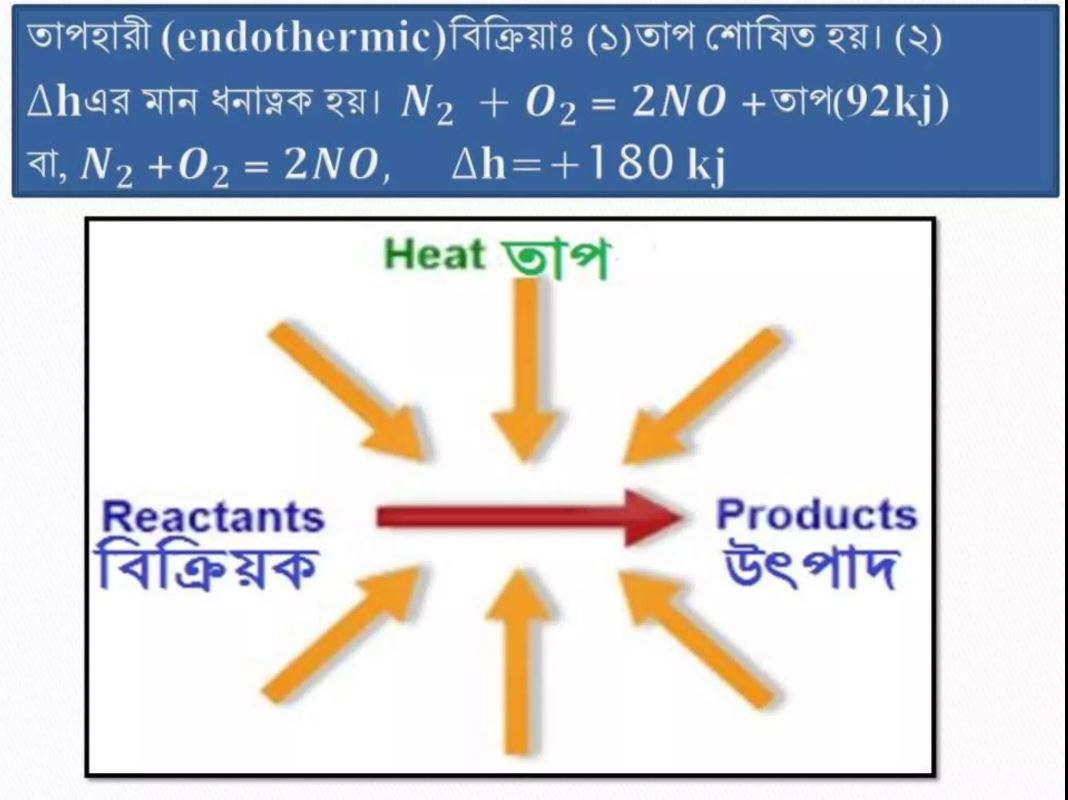 তাপহারী (endothermic)বিক্রিয়াঃ (১)তাপ শোষিত হয়। (২)
Δhএর মান ধনাত্নক হয়। N₂ + O₂ = 2NO +তাপ(92kj)
বা, N₂ +O₂ = 2NO, Δh=+180 kj
Heat তাপ
Reactants
বিক্রিয়ক
Products
উৎপাদ